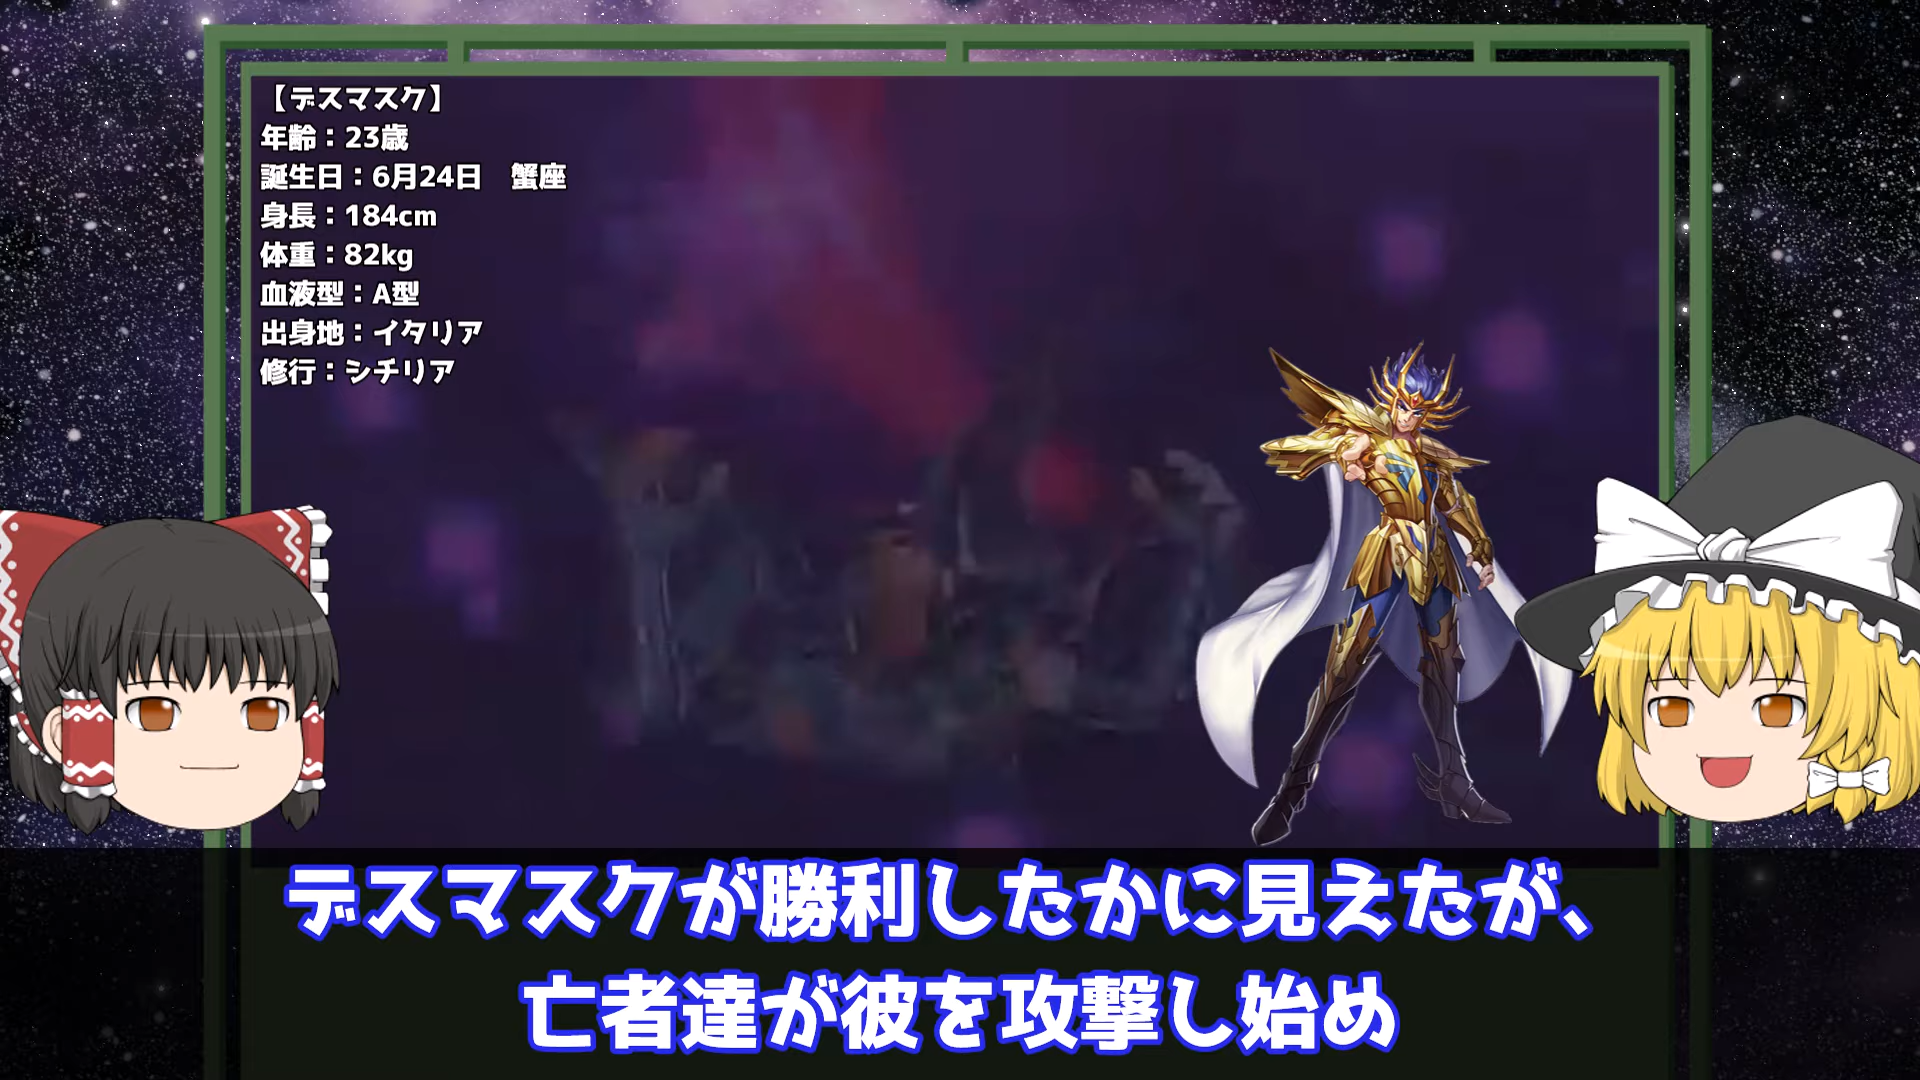 【デスマスク】
年齢：23歳
誕生日：6月24日　蟹座
身長：184cm
体重：82kg
血液型：A型
出身地：イタリア
修行：シチリア
デスマスクが勝利したかに見えたが、
亡者達が彼を攻撃し始め